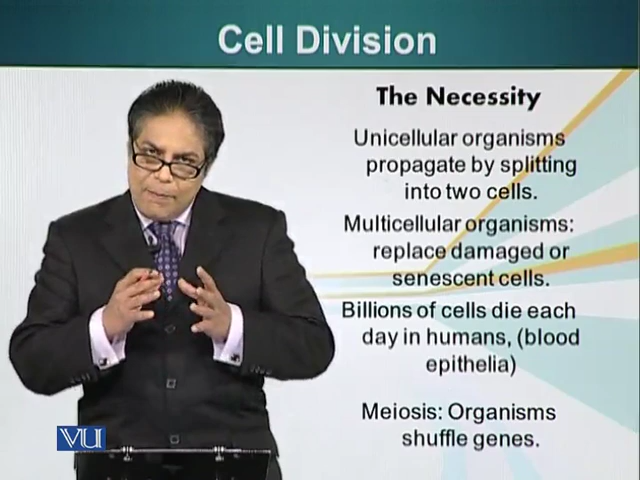 Cell Division
The Necessity
Unicellular organisms
propagate by splitting
into two cells.
Multicellular organisms:
replace damaged or
senescent cells.
Billions of cells die each
day in humans, (blood
epithelia)
Meiosis: Organisms
shuffle genes.
VU